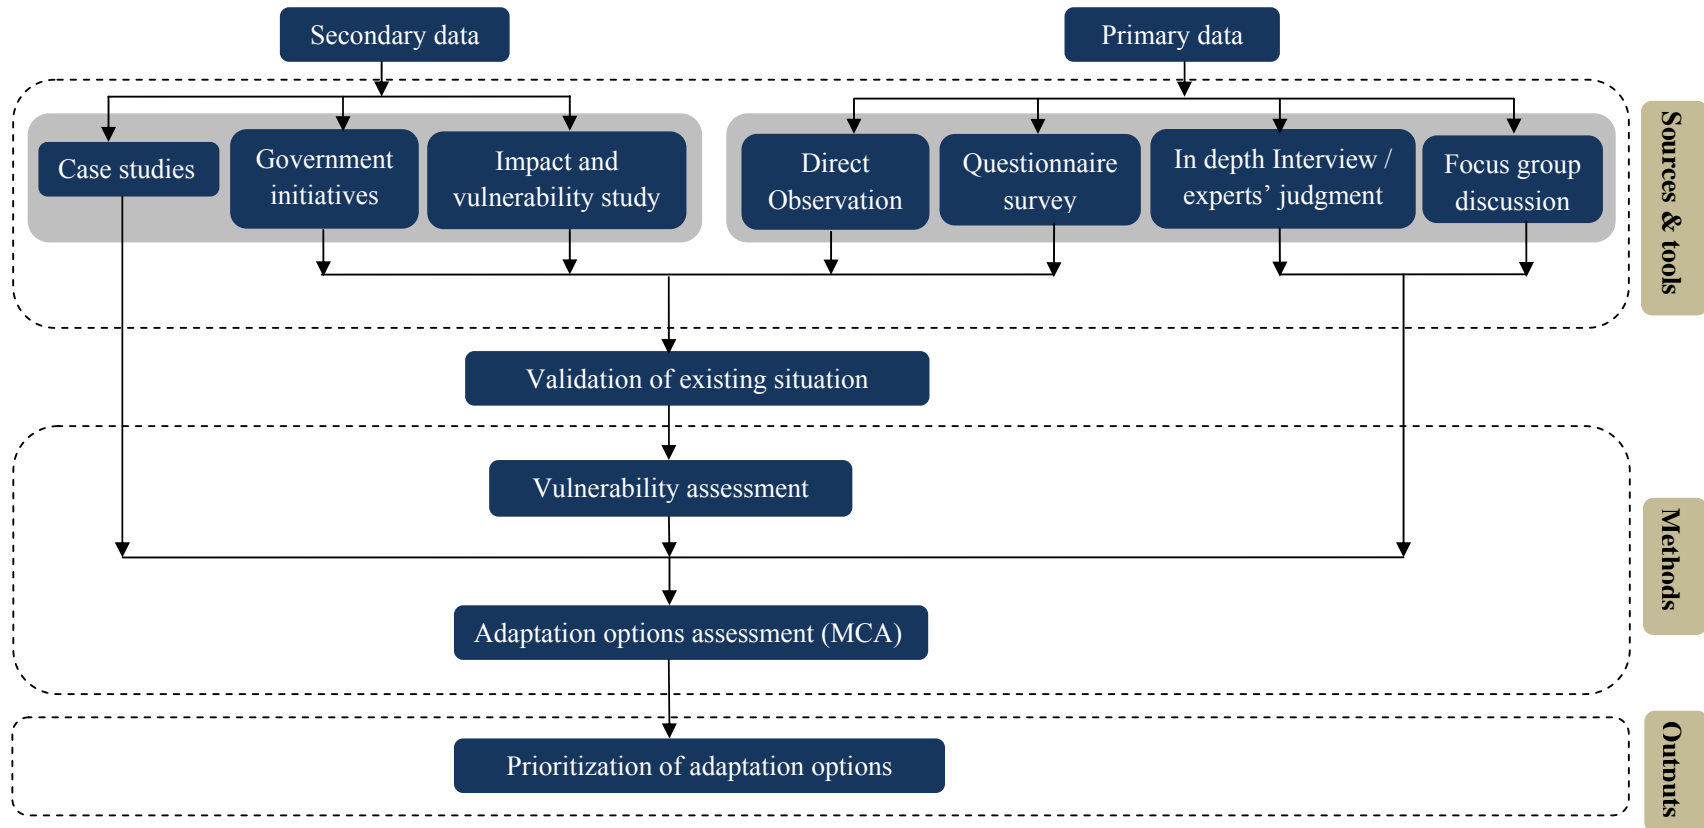 Secondary data
Primary data
Case studies
Government
initiatives
Impact and
vulnerability study
Direct
Observation
Questionnaire
survey
In depth Interview /
experts’ judgment
Focus group
discussion
Sources & tools
Validation of existing situation
Vulnerability assessment
Adaptation options assessment (MCA)
Methods
Prioritization of adaptation options
Outputs